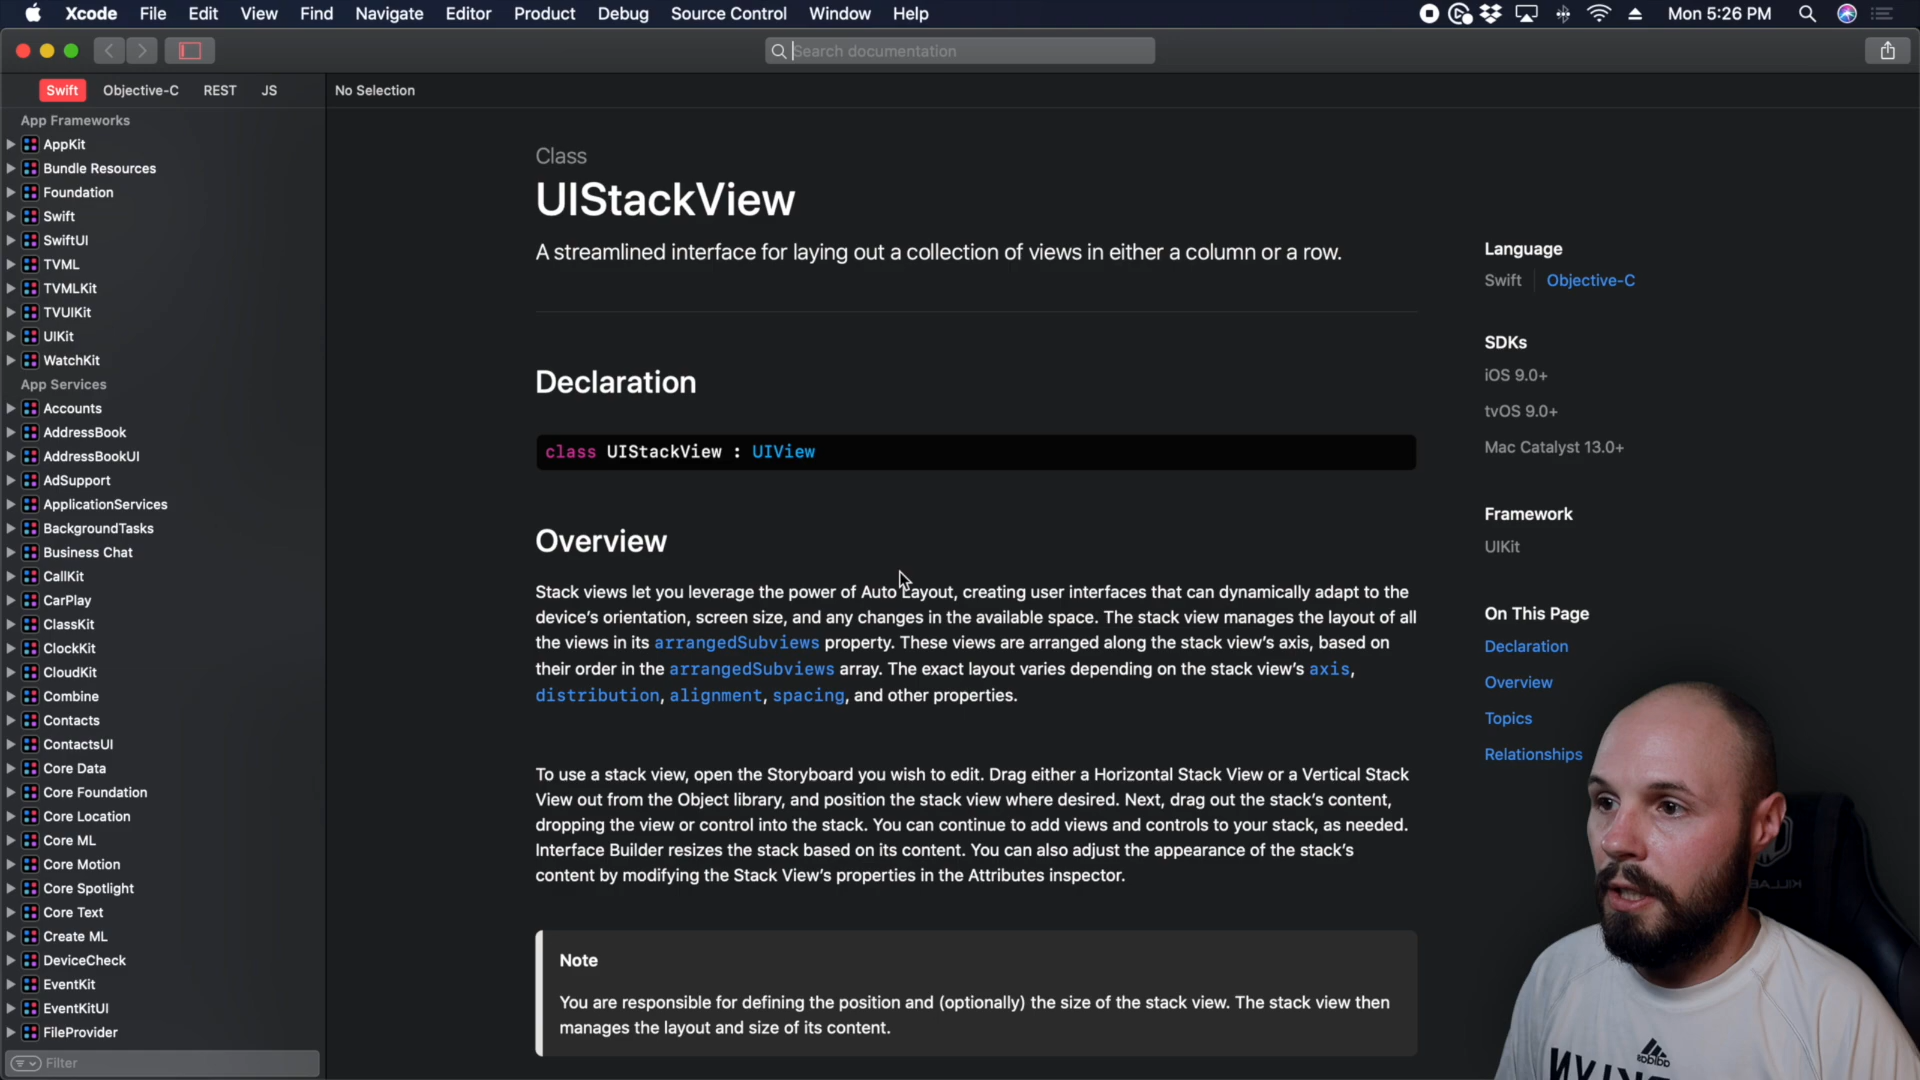 Xcode File Edit View Find Navigate Editor Product Debug Source Control Window Help Mon 5:26 PM
Search documentation
Swift Objective-C REST JS No Selection
App Frameworks
AppKit
Bundle Resources
Foundation
Swift
SwiftUI
TVML
TVMLKit
TVUIKit
UIKit
WatchKit
App Services
Accounts
AddressBook
AddressBookUI
AdSupport
ApplicationServices
BackgroundTasks
Business Chat
CallKit
CarPlay
ClassKit
ClockKit
CloudKit
Combine
Contacts
ContactsUI
Core Data
Core Foundation
Core Location
Core ML
Core Motion
Core Spotlight
Core Text
Create ML
DeviceCheck
EventKit
EventKitUI
FileProvider
Filter
Class
UIStackView
A streamlined interface for laying out a collection of views in either a column or a row.
Declaration
class UIStackView : UIView
Overview
Stack views let you leverage the power of Auto Layout, creating user interfaces that can dynamically adapt to the
device’s orientation, screen size, and any changes in the available space. The stack view manages the layout of all
the views in its arrangedSubviews property. These views are arranged along the stack view’s axis, based on
their order in the arrangedSubviews array. The exact layout varies depending on the stack view’s axis,
distribution, alignment, spacing, and other properties.
To use a stack view, open the Storyboard you wish to edit. Drag either a Horizontal Stack View or a Vertical Stack
View out from the Object library, and position the stack view where desired. Next, drag out the stack’s content,
dropping the view or control into the stack. You can continue to add views and controls to your stack, as needed.
Interface Builder resizes the stack based on its content. You can also adjust the appearance of the stack’s
content by modifying the Stack View’s properties in the Attributes inspector.
Note
You are responsible for defining the position and (optionally) the size of the stack view. The stack view then
manages the layout and size of its content.
Language
Swift Objective-C
SDKs
iOS 9.0+
tvOS 9.0+
Mac Catalyst 13.0+
Framework
UIKit
On This Page
Declaration
Overview
Topics
Relationships